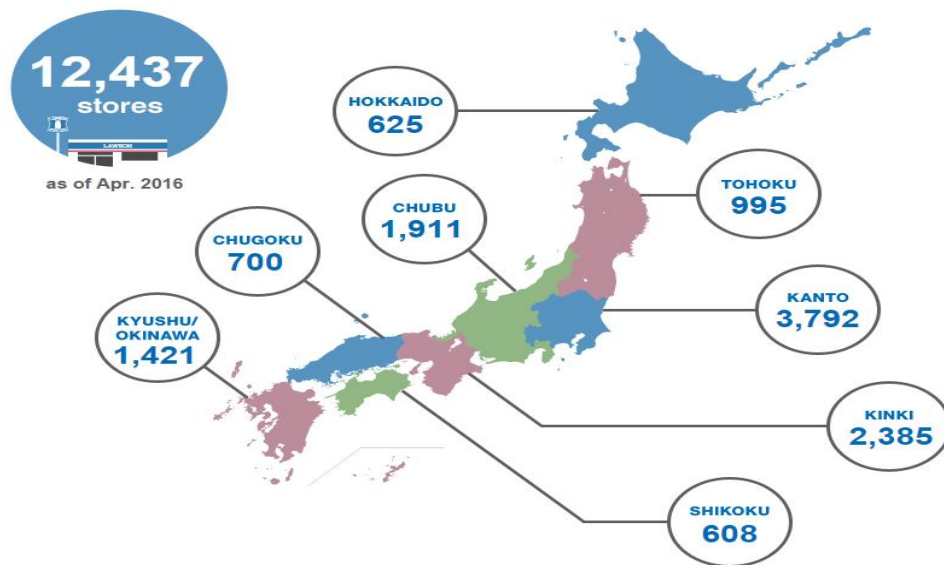 12,437
stores
LAWSON
as of Apr. 2016
HOKKAIDO
625
TOHOKU
995
CHUBU
1,911
CHUGOKU
700
KANTO
3,792
KYUSHU/
OKINAWA
1,421
KINKI
2,385
SHIKOKU
608